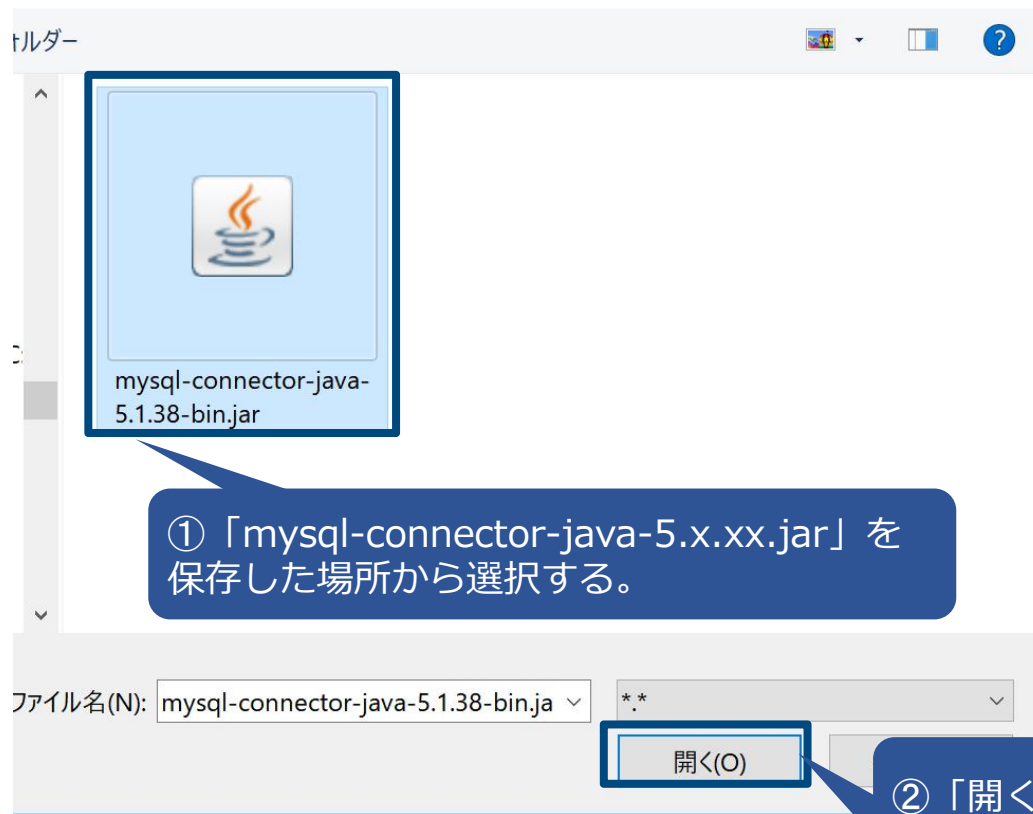 ォルダー
mysql-connector-java-
5.1.38-bin.jar
①「mysql-connector-java-5.x.xx.jar」を
保存した場所から選択する。
ファイル名(N): mysql-connector-java-5.1.38-bin.ja *.*
開く(O)
②「開く